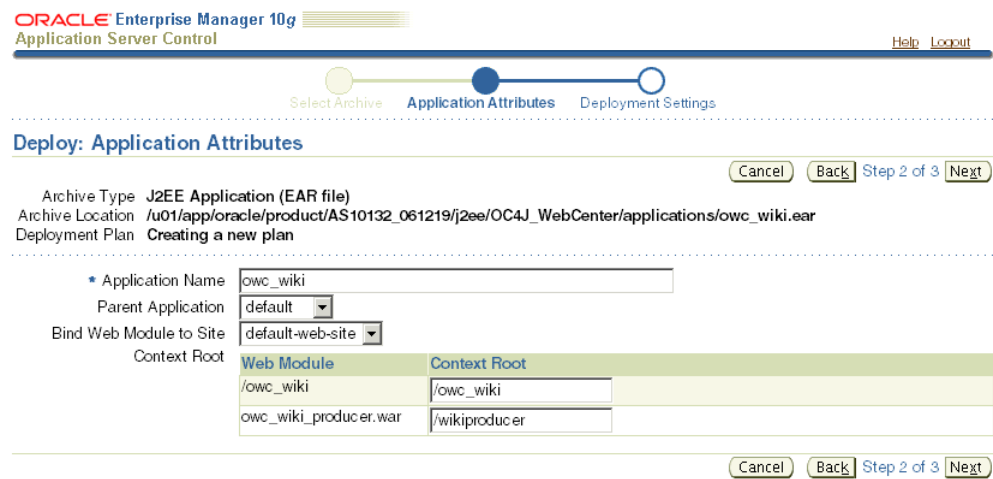 ORACLE Enterprise Manager 10g
Application Server Control
Help Logout
Select Archive Application Attributes Deployment Settings
Deploy: Application Attributes
Cancel Back Step 2 of 3 Next
Archive Type J2EE Application (EAR file)
Archive Location /u01/app/oracle/product/AS10132_061219/j2ee/OC4J_WebCenter/applications/owc_wiki.ear
Deployment Plan Creating a new plan
* Application Name owc_wiki
Parent Application default
Bind Web Module to Site default-web-site
Context Root
Web Module Context Root
/owc_wiki /owc_wiki
owc_wiki_producer.war /wikiproducer
Cancel Back Step 2 of 3 Next